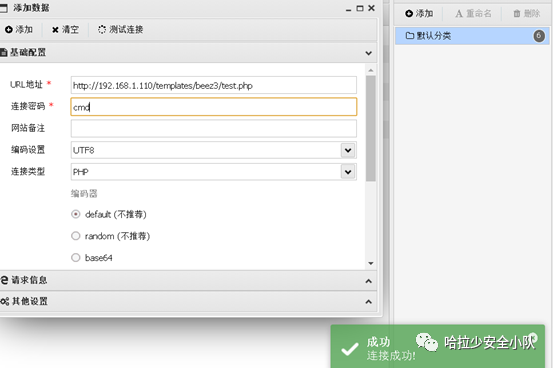 添加数据
添加 清空 测试连接
基础配置
URL地址 * http://192.168.1.110/templates/beez3/test.php
连接密码 * cmd
网站备注
编码设置 UTF8
连接类型 PHP
编码器
default (不推荐)
random (不推荐)
base64
请求信息
其他设置
添加 重命名 删除
默认分类 6
成功
连接成功!
哈拉少安全小队